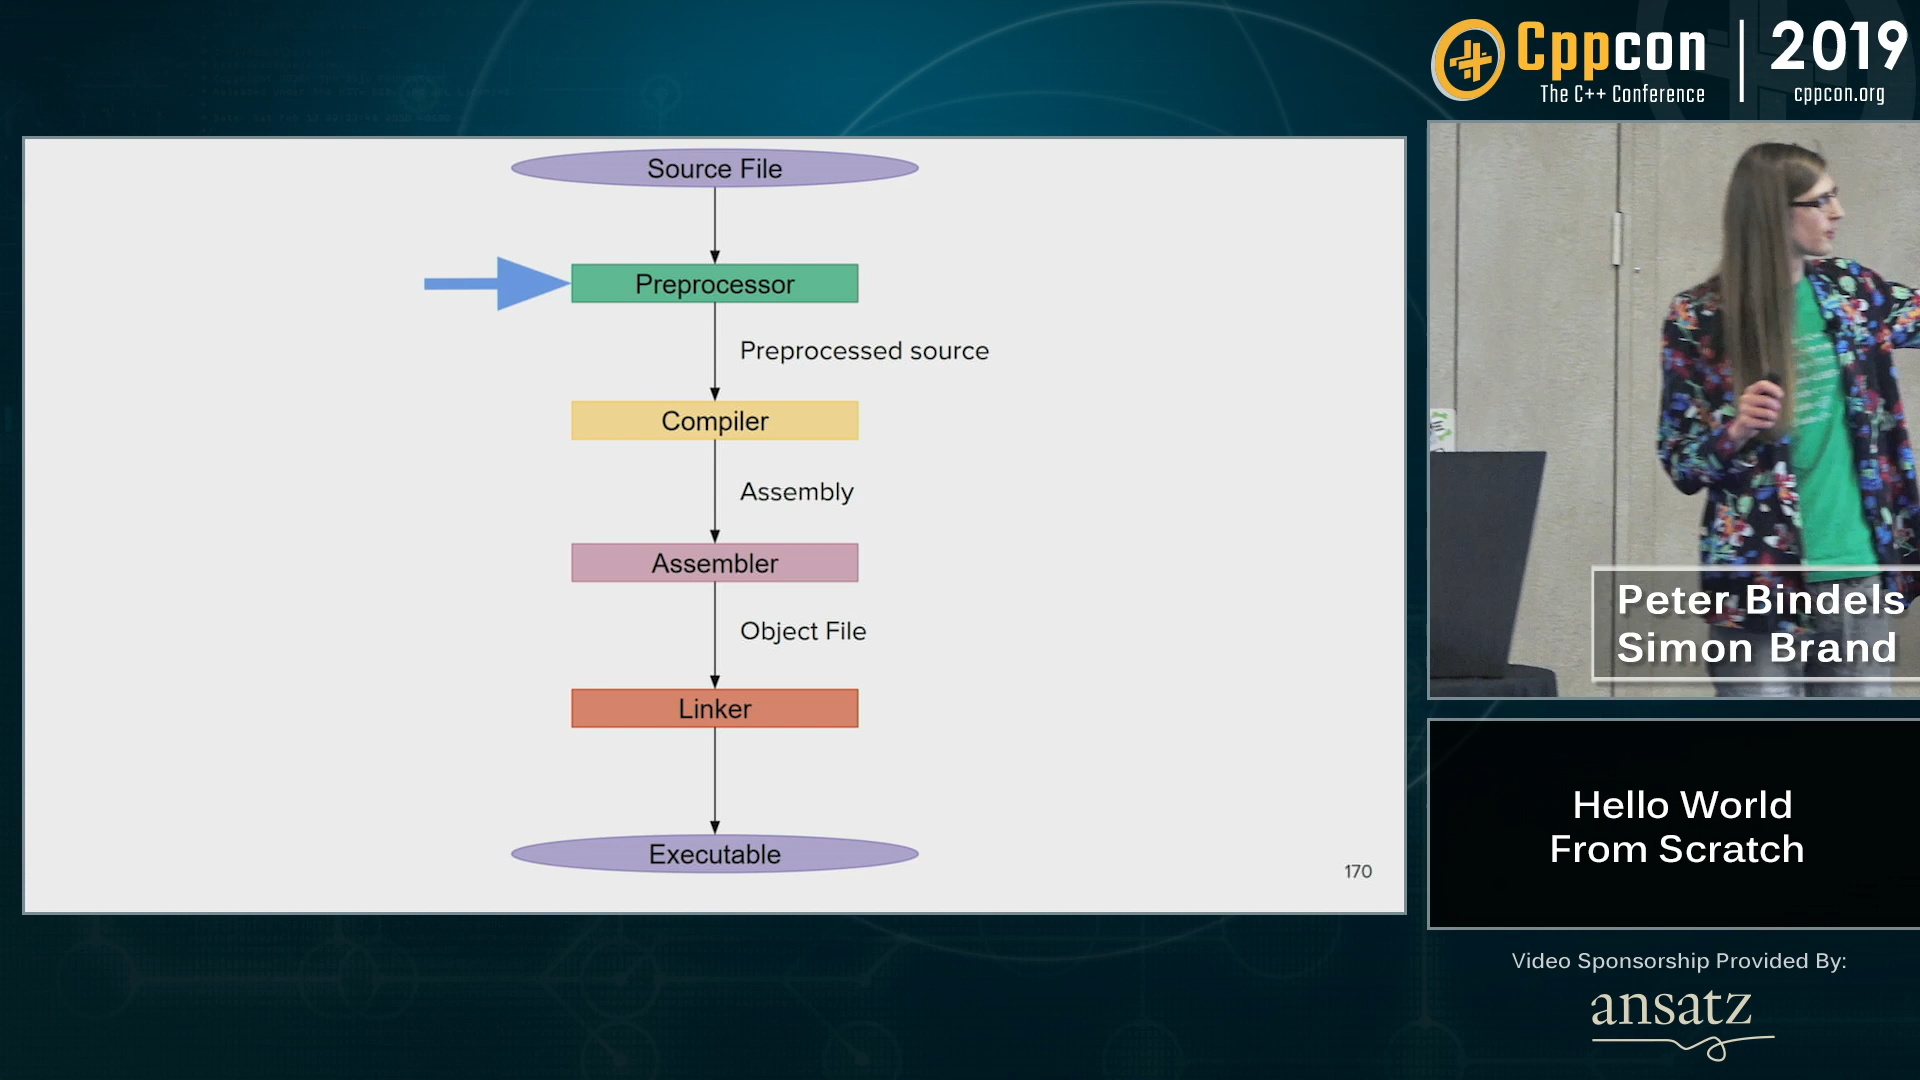 Cppcon
The C++ Conference
2019
cppcon.org
Source File
Preprocessor
Preprocessed source
Compiler
Assembly
Assembler
Object File
Linker
Executable
170
Peter Bindels
Simon Brand
Hello World
From Scratch
Video Sponsorship Provided By:
ansatz